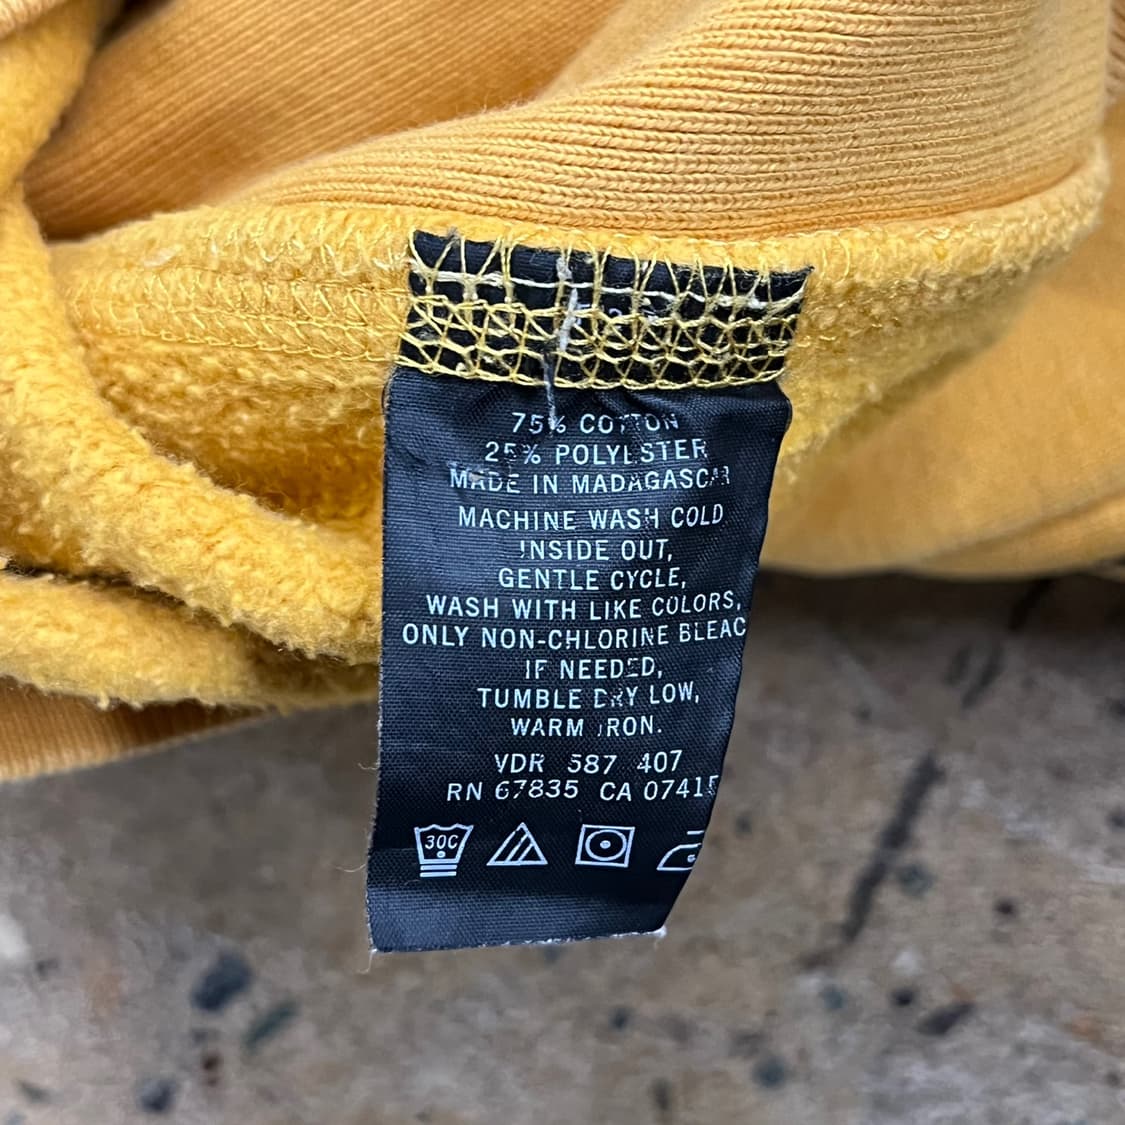 75% COTTON
25% POLYESTER
MADE IN MADAGASCAR
MACHINE WASH COLD
INSIDE OUT,
GENTLE CYCLE,
WASH WITH LIKE COLORS,
ONLY NON-CHLORINE BLEAC
IF NEEDED,
TUMBLE DRY LOW,
WARM IRON.
VDR 587 407
RN 67835 CA 07415
30C